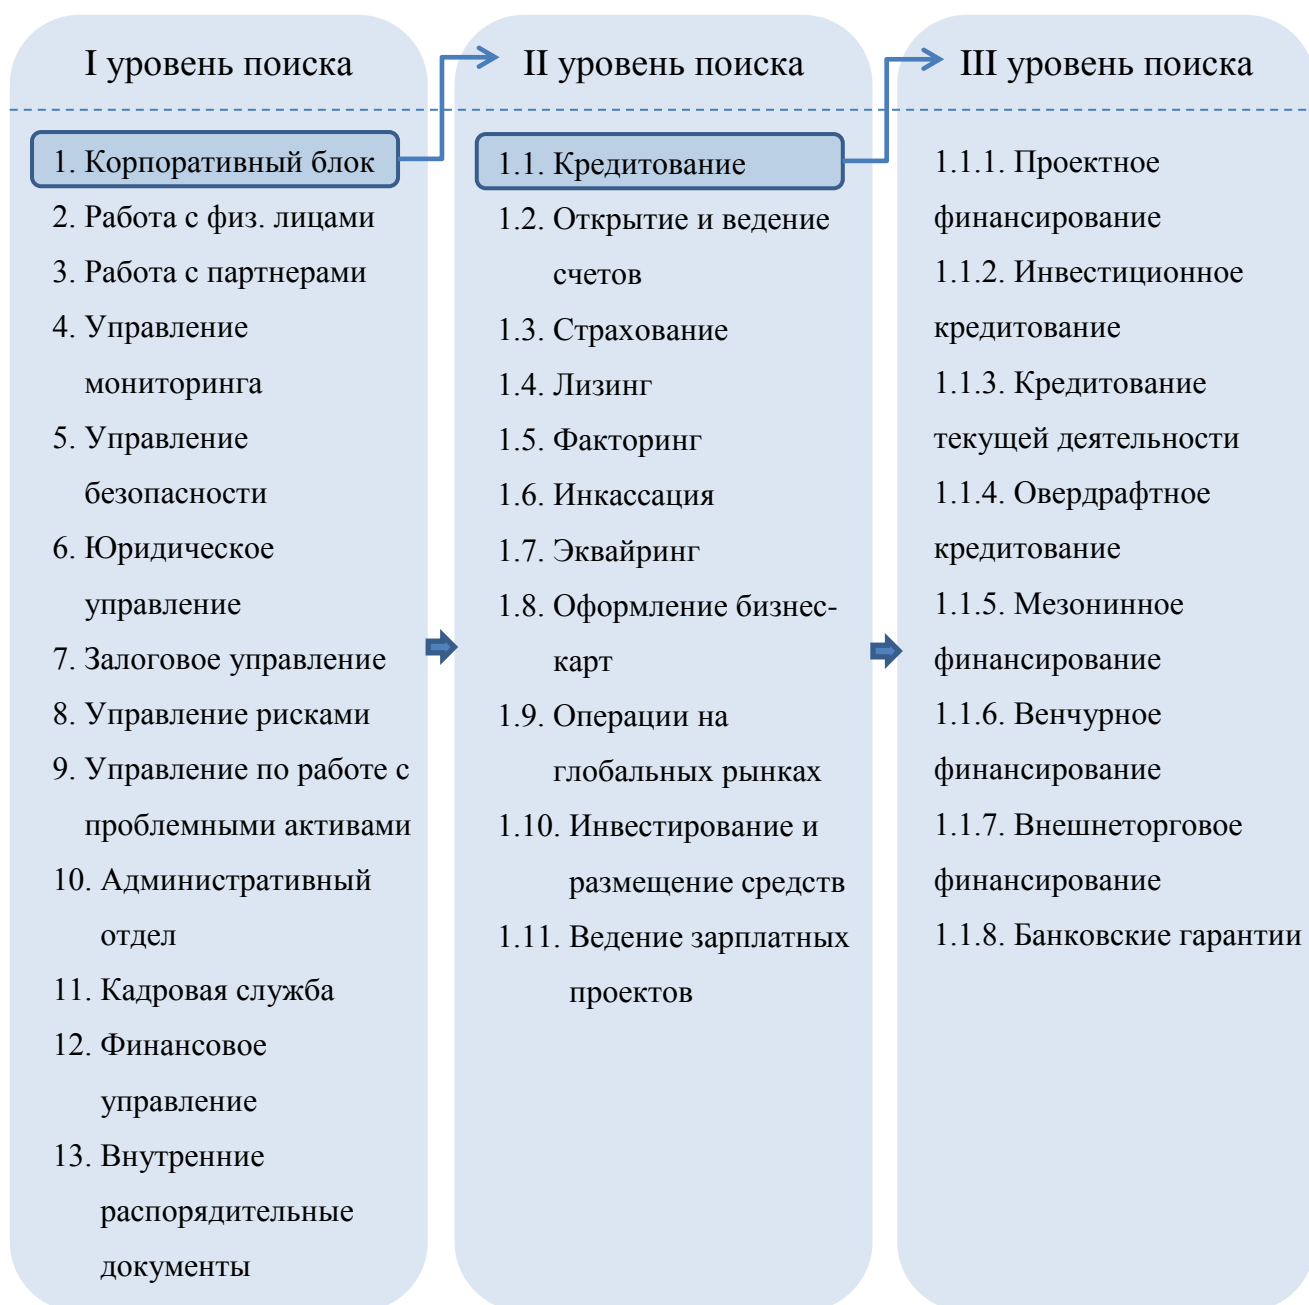 I уровень поиска
1. Корпоративный блок
2. Работа с физ. лицами
3. Работа с партнерами
4. Управление
мониторинга
5. Управление
безопасности
6. Юридическое
управление
7. Залоговое управление
8. Управление рисками
9. Управление по работе с
проблемными активами
10. Административный
отдел
11. Кадровая служба
12. Финансовое
управление
13. Внутренние
распорядительные
документы
II уровень поиска
1.1. Кредитование
1.2. Открытие и ведение
счетов
1.3. Страхование
1.4. Лизинг
1.5. Факторинг
1.6. Инкассация
1.7. Эквайринг
1.8. Оформление бизнес-
карт
1.9. Операции на
глобальных рынках
1.10. Инвестирование и
размещение средств
1.11. Ведение зарплатных
проектов
III уровень поиска
1.1.1. Проектное
финансирование
1.1.2. Инвестиционное
кредитование
1.1.3. Кредитование
текущей деятельности
1.1.4. Овердрафтное
кредитование
1.1.5. Мезонинное
финансирование
1.1.6. Венчурное
финансирование
1.1.7. Внешнеторговое
финансирование
1.1.8. Банковские гарантии